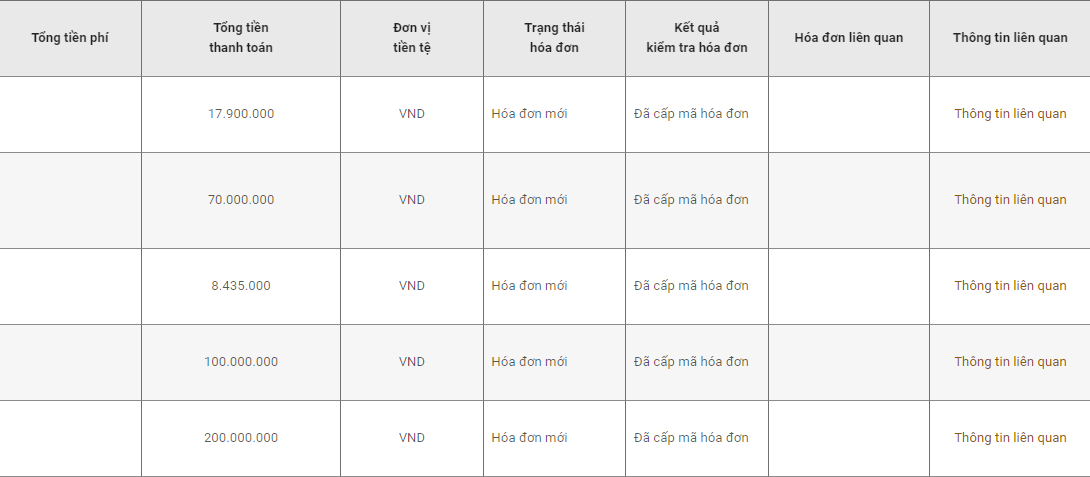 Tổng tiền phí
Tổng tiền
thanh toán
Đơn vị
tiền tệ
Trạng thái
hóa đơn
Kết quả
kiểm tra hóa đơn
Hóa đơn liên quan
Thông tin liên quan
17.900.000 VND Hóa đơn mới Đã cấp mã hóa đơn Thông tin liên quan
70.000.000 VND Hóa đơn mới Đã cấp mã hóa đơn Thông tin liên quan
8.435.000 VND Hóa đơn mới Đã cấp mã hóa đơn Thông tin liên quan
100.000.000 VND Hóa đơn mới Đã cấp mã hóa đơn Thông tin liên quan
200.000.000 VND Hóa đơn mới Đã cấp mã hóa đơn Thông tin liên quan